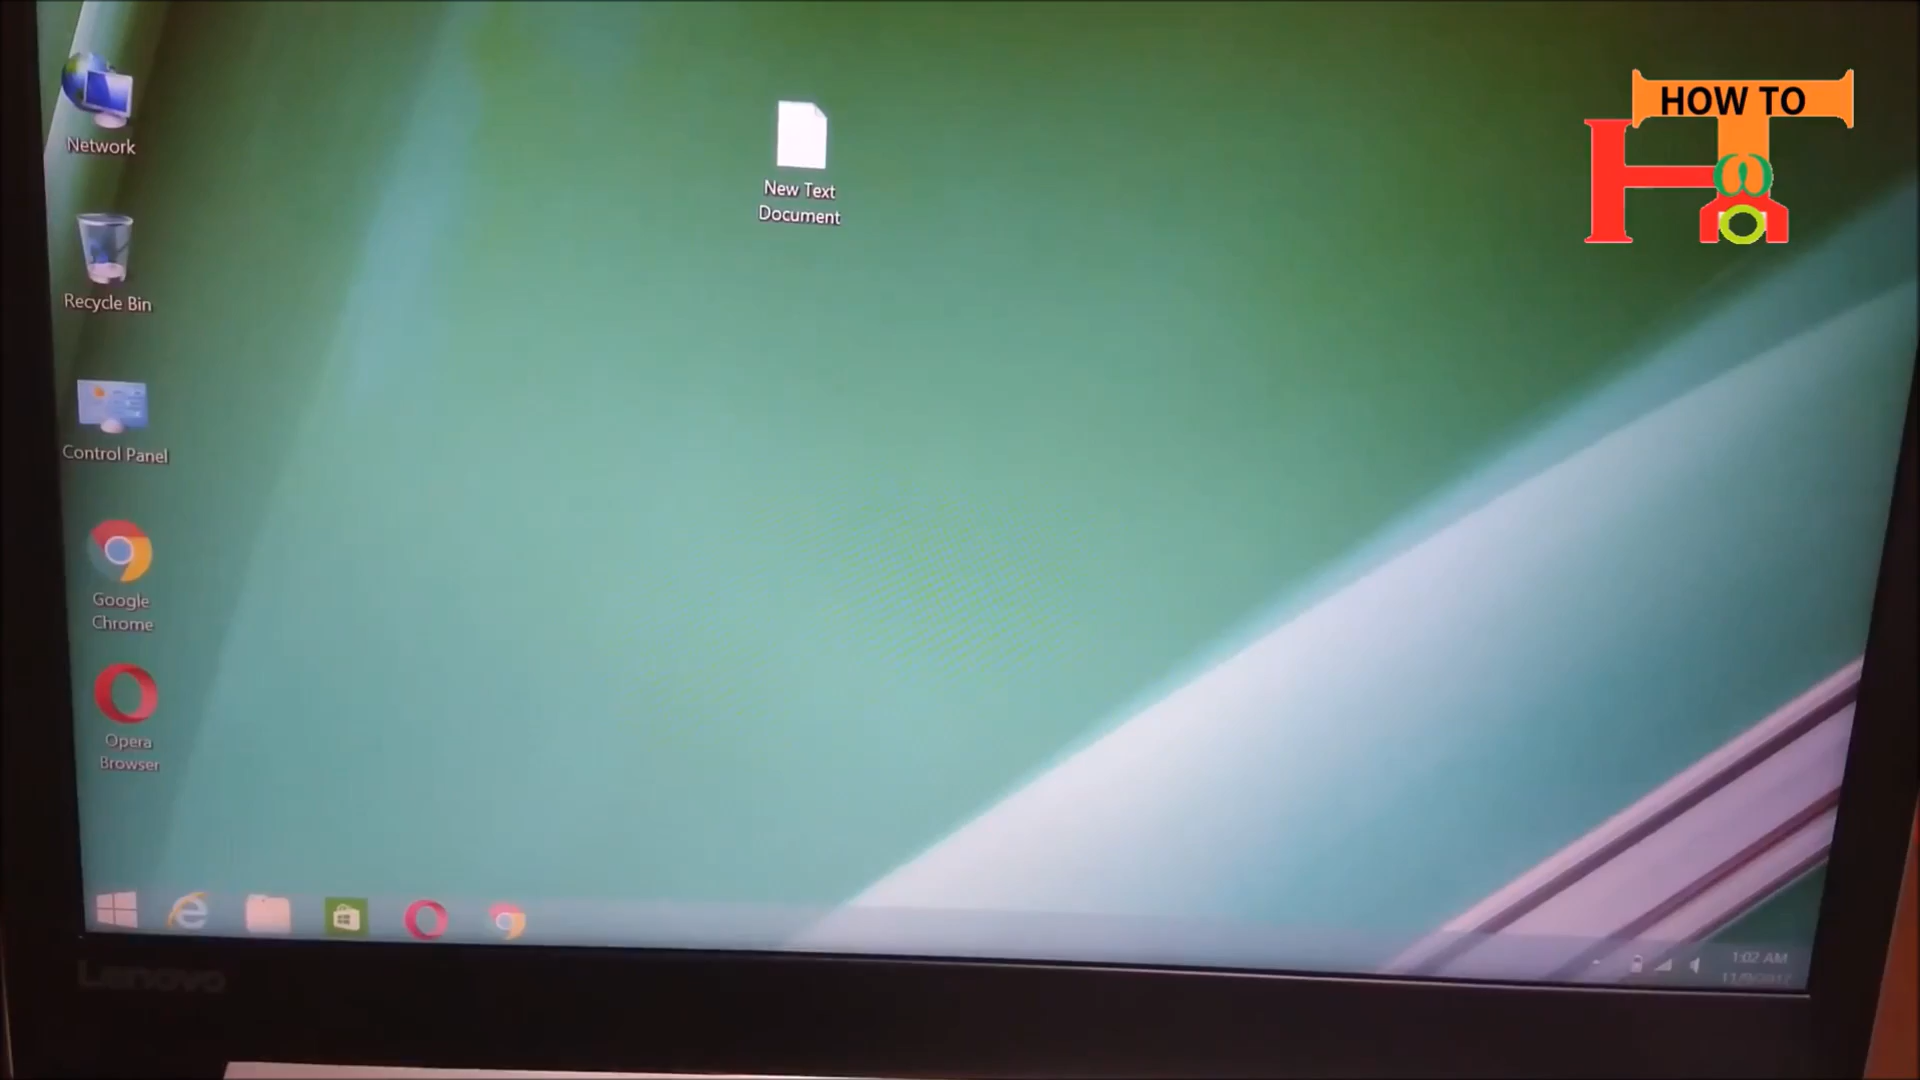 HOW TO
Network
New Text
Document
Recycle Bin
Control Panel
Google
Chrome
Opera
Browser
1:02 AM
Lenovo